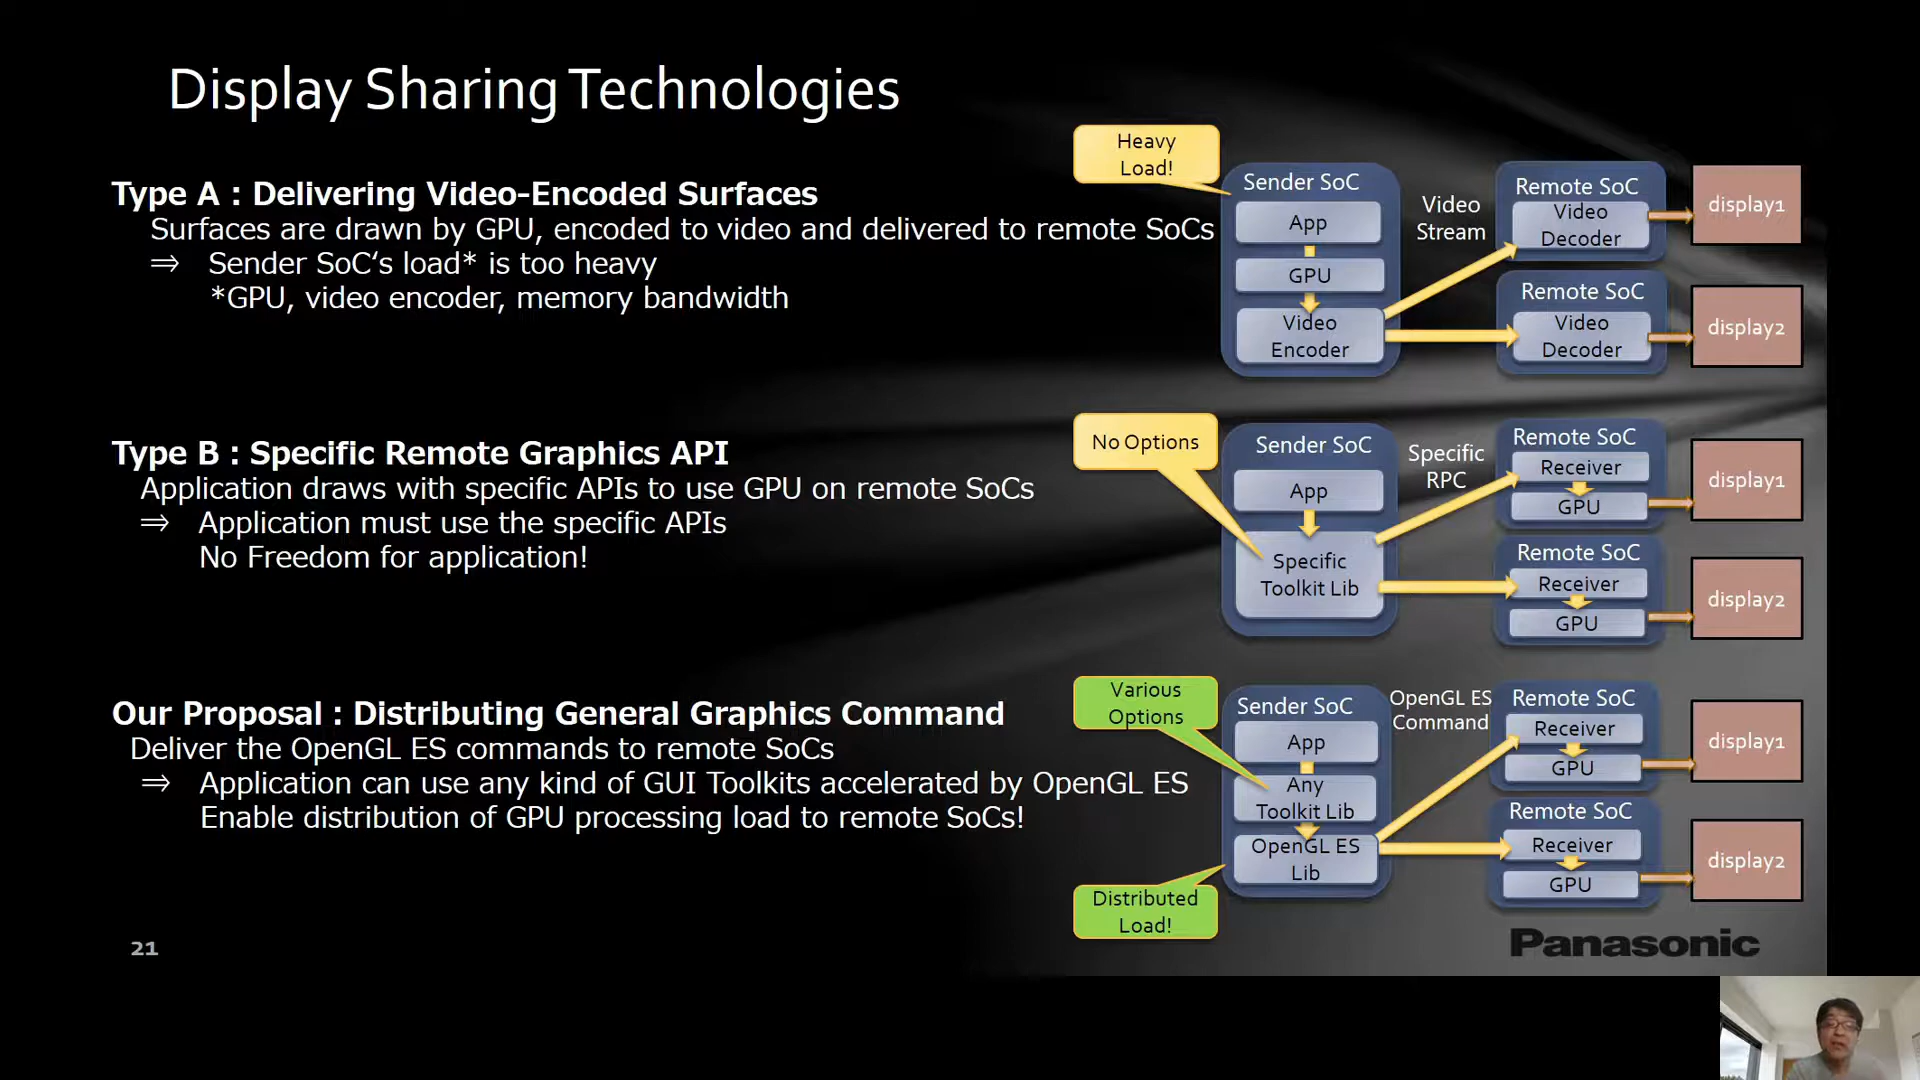 Display Sharing Technologies
Type A : Delivering Video-Encoded Surfaces
Surfaces are drawn by GPU, encoded to video and delivered to remote SoCs
⇒ Sender SoC‘s load* is too heavy
*GPU, video encoder, memory bandwidth
Heavy
Load!
Sender SoC
App
GPU
Video
Encoder
Video
Stream
Remote SoC
Video
Decoder
display1
Remote SoC
Video
Decoder
display2
Type B : Specific Remote Graphics API
Application draws with specific APIs to use GPU on remote SoCs
⇒ Application must use the specific APIs
No Freedom for application!
No Options
Sender SoC
App
Specific
Toolkit Lib
Specific
RPC
Remote SoC
Receiver
GPU
display1
Remote SoC
Receiver
GPU
display2
Our Proposal : Distributing General Graphics Command
Deliver the OpenGL ES commands to remote SoCs
⇒ Application can use any kind of GUI Toolkits accelerated by OpenGL ES
Enable distribution of GPU processing load to remote SoCs!
Various
Options
Sender SoC
App
Any
Toolkit Lib
OpenGL ES
Lib
Distributed
Load!
OpenGL ES
Command
Remote SoC
Receiver
GPU
display1
Remote SoC
Receiver
GPU
display2
21
Panasonic